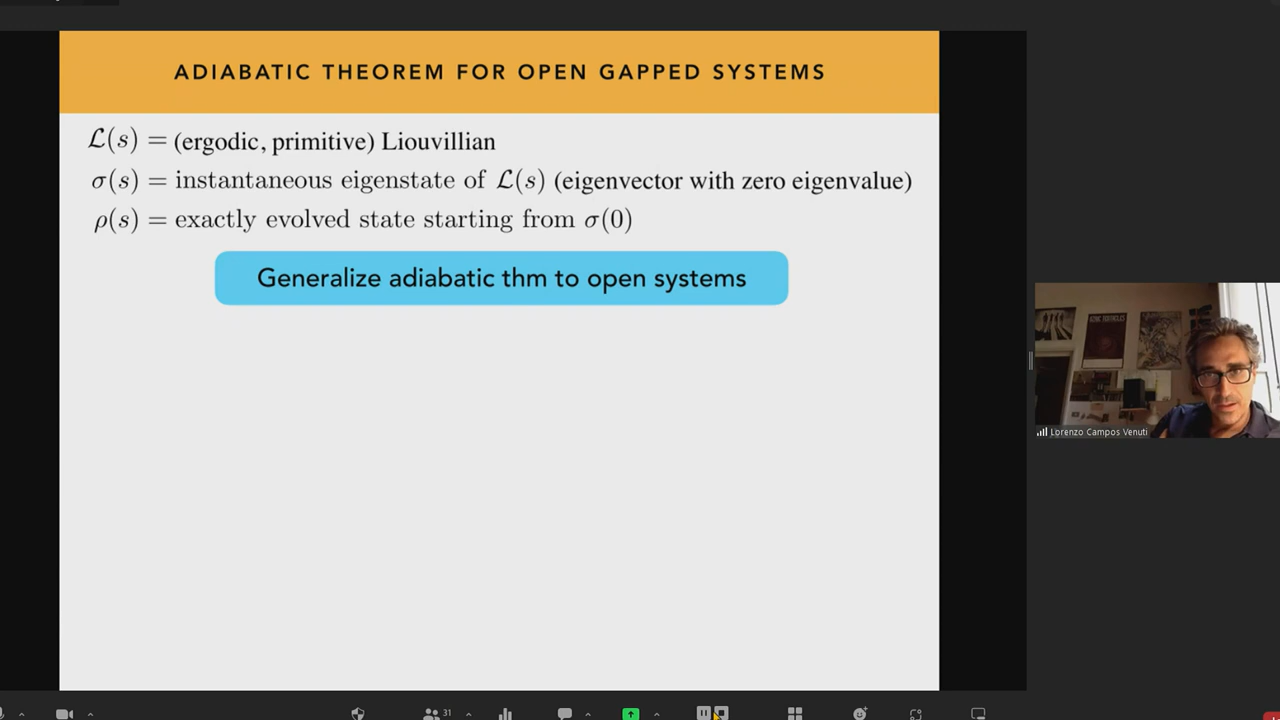 ADIABATIC THEOREM FOR OPEN GAPPED SYSTEMS
ℒ(s) = (ergodic, primitive) Liouvillian
σ(s) = instantaneous eigenstate of ℒ(s) (eigenvector with zero eigenvalue)
ρ(s) = exactly evolved state starting from σ(0)
Generalize adiabatic thm to open systems
Lorenzo Campos Venuti
31